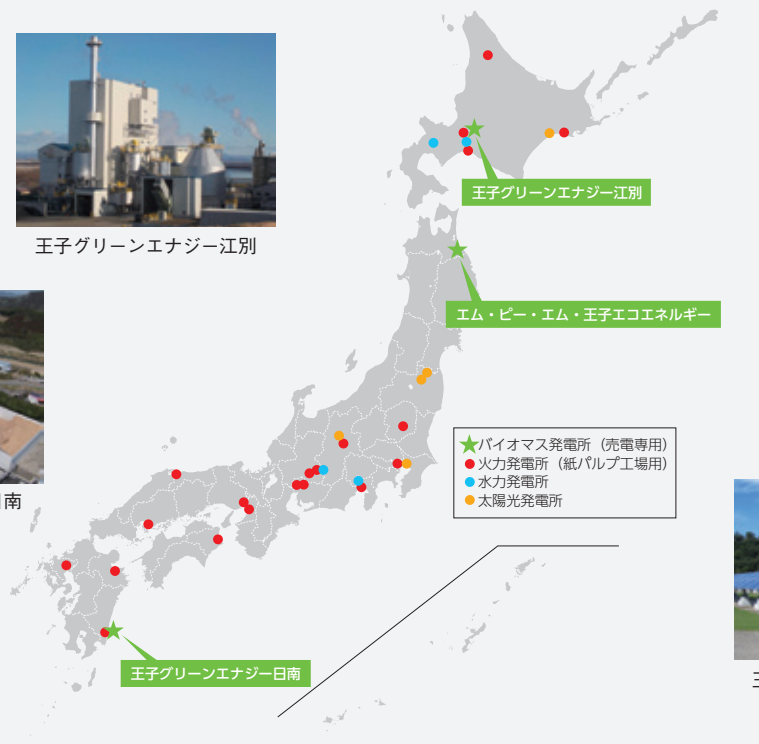 王子グリーンエナジー江別
王子グリーンエナジー江別
エム・ピー・エム・王子エコエネルギー
バイオマス発電所（売電専用）
火力発電所（紙パルプ工場用）
水力発電所
太陽光発電所
南
王子グリーンエナジー日南